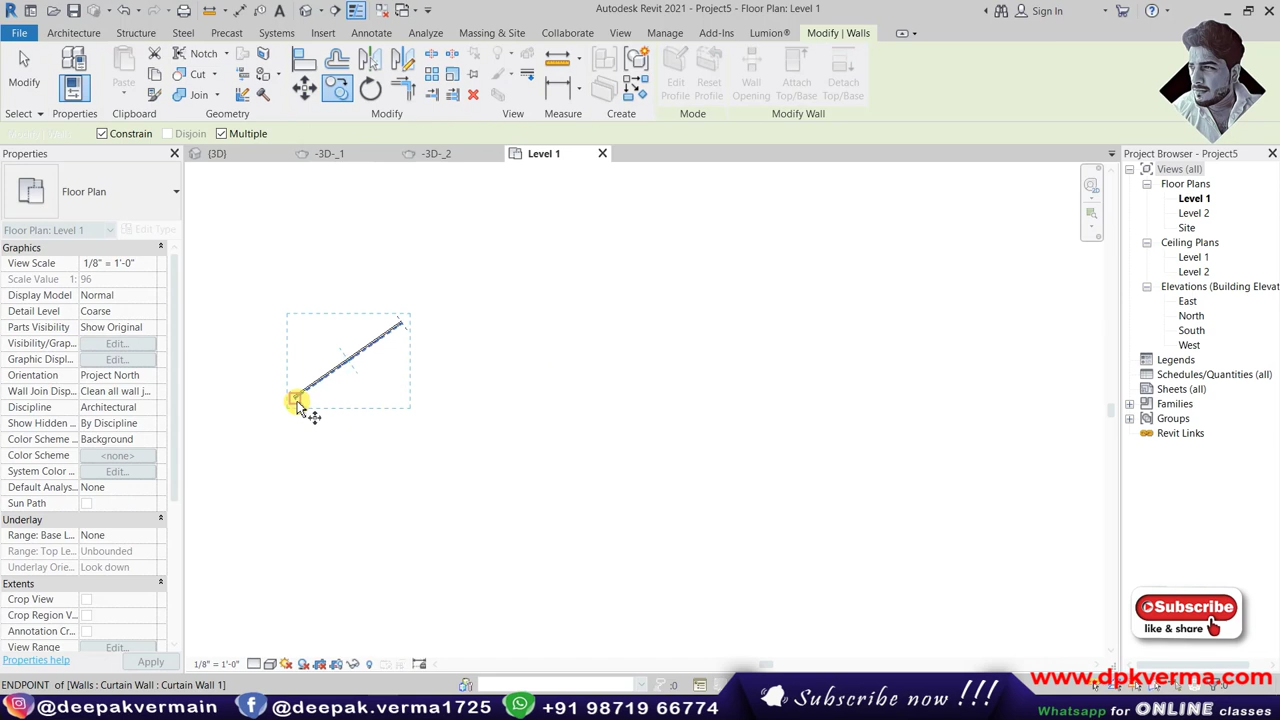 Autodesk Revit 2021 - Project5 - Floor Plan: Level 1
Sign In
File Architecture Structure Steel Precast Systems Insert Annotate Analyze Massing & Site Collaborate View Manage Add-Ins Lumion® Modify | Walls
Modify
Paste
Notch
Cut
Join
Edit Profile
Reset Profile
Wall Opening
Attach Top/Base
Detach Top/Base
Select Properties Clipboard Geometry Modify View Measure Create Mode Modify Wall
Constrain Disjoin Multiple
Properties
{3D}
-3D-_1
-3D-_2
Level 1
Project Browser - Project5
Floor Plan
Floor Plan: Level 1
Edit Type
Graphics
View Scale 1/8" = 1'-0"
Scale Value 1: 96
Display Model Normal
Detail Level Coarse
Parts Visibility Show Original
Visibility/Grap... Edit...
Graphic Displ... Edit...
Orientation Project North
Wall Join Disp... Clean all wall j...
Discipline Architectural
Show Hidden ... By Discipline
Color Scheme ... Background
Color Scheme <none>
System Color ... Edit...
Default Analys... None
Sun Path
Underlay
Range: Base L... None
Range: Top Le... Unbounded
Underlay Orie... Look down
Extents
Crop View
Crop Region V...
Annotation Cr...
View Range Edit...
Properties help
Apply
Views (all)
Floor Plans
Level 1
Level 2
Site
Ceiling Plans
Level 1
Level 2
Elevations (Building Elevat
East
North
South
West
Legends
Schedules/Quantities (all)
Sheets (all)
Families
Groups
Revit Links
2D
Subscribe
like & share
1/8" = 1'-0"
ENDPOINT of [Walls : Curtain Wall : Curtain Wall 1]
:0
www.dpkverma.com
@deepakvermain
@deepak.verma1725
+91 98719 66774
Subscribe now !!!
Whatsapp for ONLINE classes